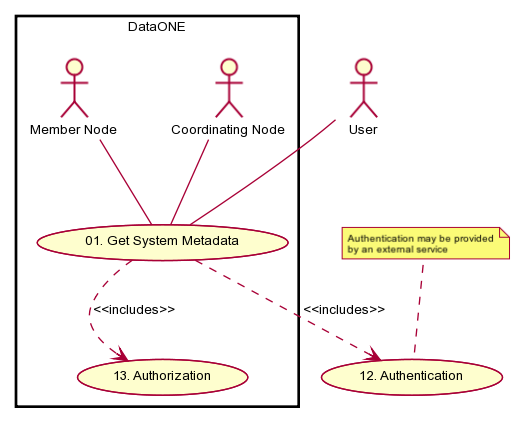 DataONE
Member Node
Coordinating Node
User
01. Get System Metadata
Authentication may be provided
by an external service
<<includes>>
<<includes>>
13. Authorization
12. Authentication